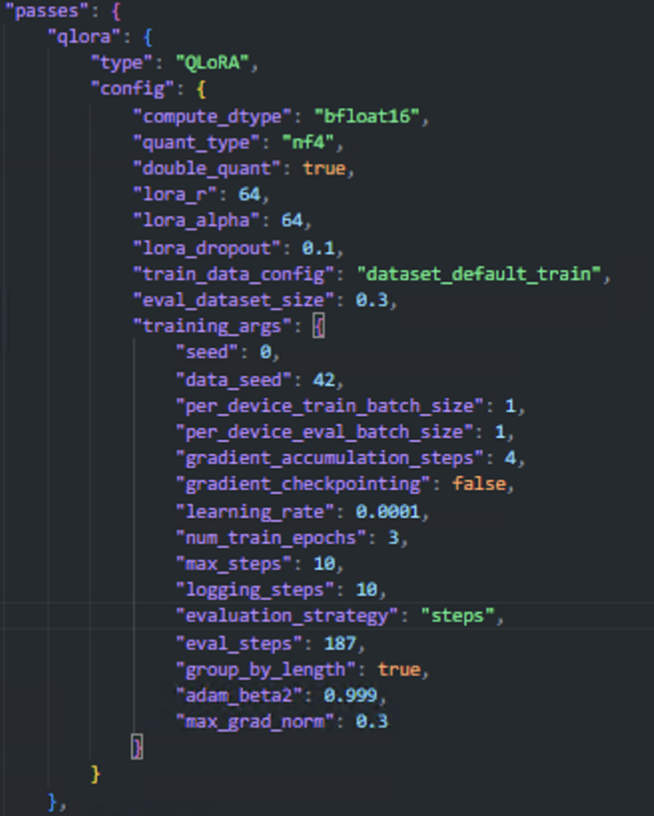 "passes": {
"qlora": {
"type": "QLoRA",
"config": {
"compute_dtype": "bfloat16",
"quant_type": "nf4",
"double_quant": true,
"lora_r": 64,
"lora_alpha": 64,
"lora_dropout": 0.1,
"train_data_config": "dataset_default_train",
"eval_dataset_size": 0.3,
"training_args": {
"seed": 0,
"data_seed": 42,
"per_device_train_batch_size": 1,
"per_device_eval_batch_size": 1,
"gradient_accumulation_steps": 4,
"gradient_checkpointing": false,
"learning_rate": 0.0001,
"num_train_epochs": 3,
"max_steps": 10,
"logging_steps": 10,
"evaluation_strategy": "steps",
"eval_steps": 187,
"group_by_length": true,
"adam_beta2": 0.999,
"max_grad_norm": 0.3
}
}
},